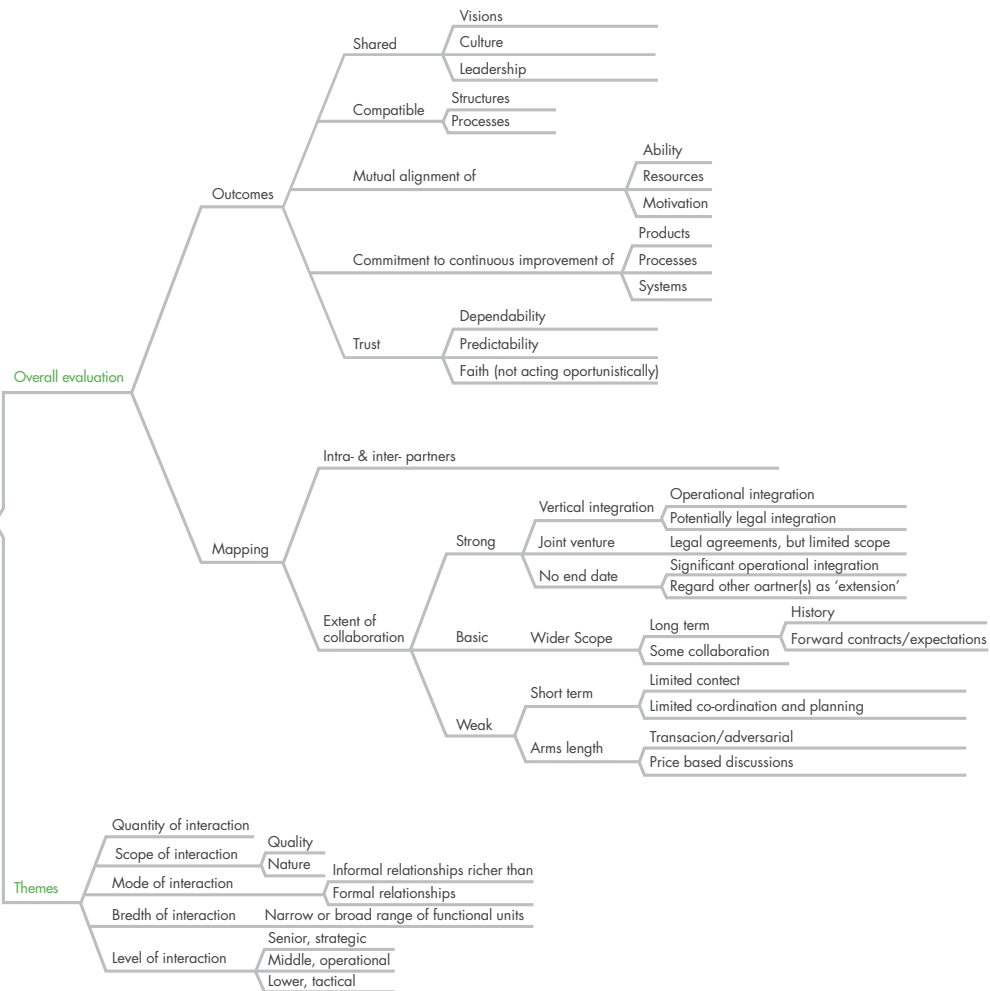 Overall evaluation
Outcomes
Shared
Visions
Culture
Leadership
Compatible
Structures
Processes
Mutual alignment of
Ability
Resources
Motivation
Commitment to continuous improvement of
Products
Processes
Systems
Trust
Dependability
Predictability
Faith (not acting oportunistically)
Mapping
Intra- & inter- partners
Extent of
collaboration
Strong
Vertical integration
Operational integration
Potentially legal integration
Joint venture
Legal agreements, but limited scope
No end date
Significant operational integration
Regard other oartner(s) as ‘extension’
Basic
Wider Scope
Long term
History
Forward contracts/expectations
Some collaboration
Weak
Short term
Limited contect
Limited co-ordination and planning
Arms length
Transacion/adversarial
Price based discussions
Themes
Quantity of interaction
Scope of interaction
Quality
Nature
Mode of interaction
Informal relationships richer than
Formal relationships
Bredth of interaction
Narrow or broad range of functional units
Level of interaction
Senior, strategic
Middle, operational
Lower, tactical